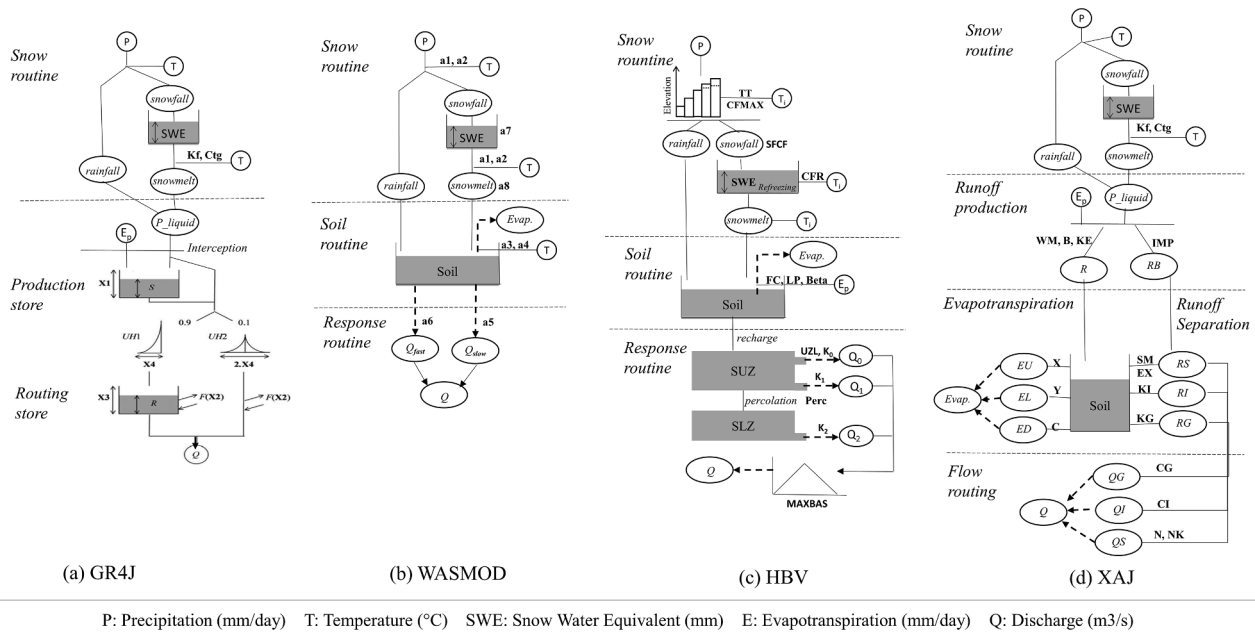 Snow
routine
P
T
snowfall
SWE
Kf, Ctg
T
rainfall
snowmelt
P_liquid
Ep
Interception
Production
store
X1
S
0.9
0.1
UH1
UH2
X4
2.X4
Routing
store
X3
R
F(X2)
F(X2)
Q
(a) GR4J
Snow
routine
P
a1, a2
T
snowfall
SWE
a7
a1, a2
T
rainfall
snowmelt
a8
Soil
routine
Evap.
a3, a4
T
Soil
Response
routine
a6
a5
Qfast
Qslow
Q
(b) WASMOD
Snow
rountine
P
Elevation
TT
CFMAX
Ti
rainfall
snowfall
SFCF
SWE
Refreezing
CFR
Ti
snowmelt
Ti
Soil
routine
Evap.
FC, LP, Beta
Ep
Soil
recharge
Response
routine
UZL, K0
Q0
SUZ
K1
Q1
percolation
Perc
SLZ
K2
Q2
Q
MAXBAS
(c) HBV
Snow
routine
P
T
snowfall
SWE
Kf, Ctg
T
rainfall
snowmelt
Runoff
production
P_liquid
Ep
WM, B, KE
IMP
R
RB
Evapotranspiration
Runoff
Separation
EU
X
SM
EX
RS
Evap.
EL
Y
Soil
KI
RI
ED
C
KG
RG
Flow
routing
QG
CG
Q
QI
CI
QS
N, NK
(d) XAJ
P: Precipitation (mm/day) T: Temperature (°C) SWE: Snow Water Equivalent (mm) E: Evapotranspiration (mm/day) Q: Discharge (m3/s)